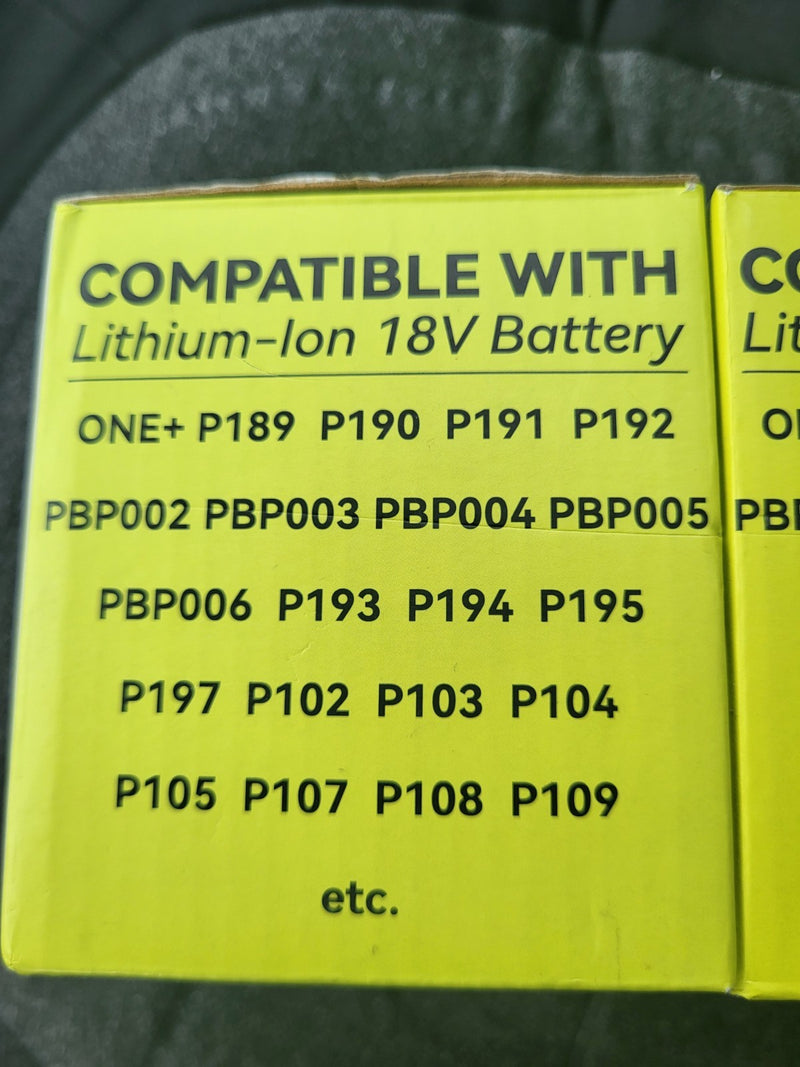 COMPATIBLE WITH
Lithium-Ion 18V Battery
ONE+ P189 P190 P191 P192
PBP002 PBP003 PBP004 PBP005
PBP006 P193 P194 P195
P197 P102 P103 P104
P105 P107 P108 P109
etc.